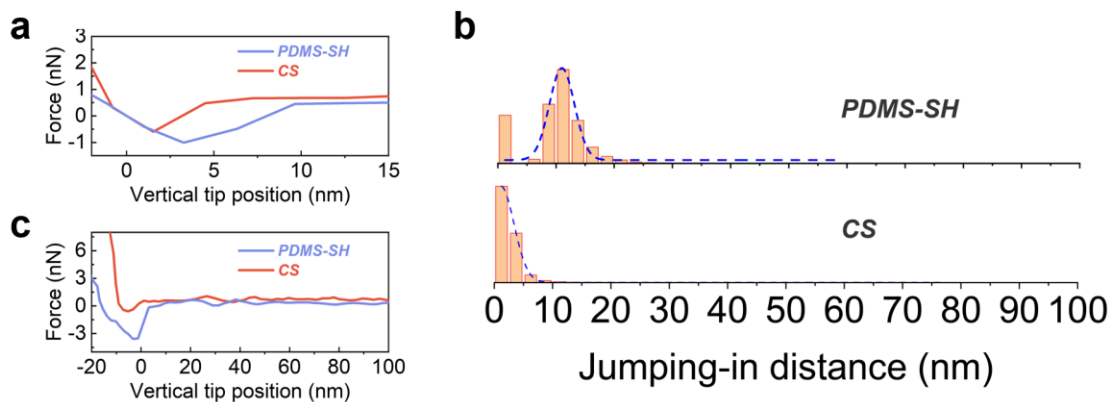 a
3
2
1
0
-1
Force (nN)
PDMS-SH
CS
0
5
10
15
Vertical tip position (nm)
b
PDMS-SH
CS
0 10 20 30 40 50 60 70 80 90 100
Jumping-in distance (nm)
c
6
3
0
-3
Force (nN)
PDMS-SH
CS
-20 0 20 40 60 80 100
Vertical tip position (nm)